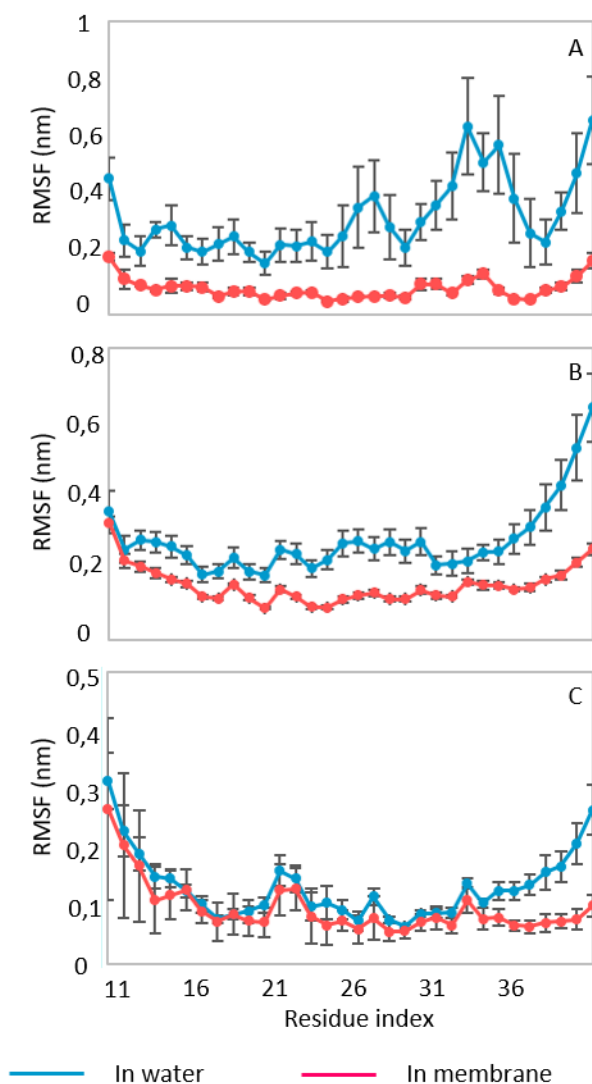 1
A
0,8
0,6
0,4
0,2
0
RMSF (nm)
0,8
B
0,6
0,4
0,2
0
RMSF (nm)
0,5
C
0,4
0,3
0,2
0,1
0
RMSF (nm)
11 16 21 26 31 36
Residue index
In water In membrane